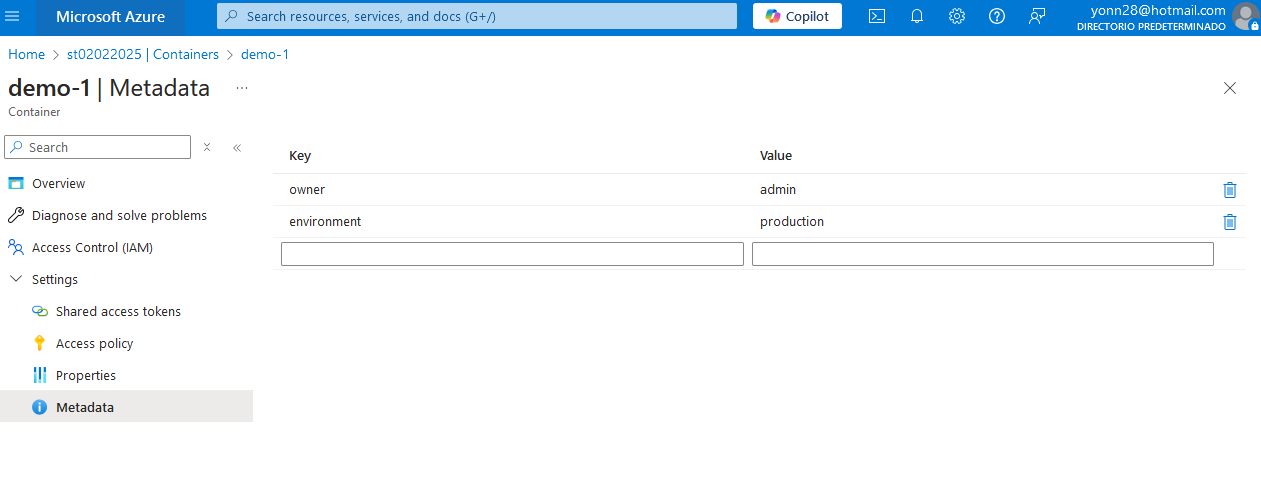 Microsoft Azure
Search resources, services, and docs (G+/)
Copilot
yonn28@hotmail.com
DIRECTORIO PREDETERMINADO
Home > st02022025 | Containers > demo-1
demo-1 | Metadata ...
Container
Search
Key Value
owner admin
environment production
Overview
Diagnose and solve problems
Access Control (IAM)
Settings
Shared access tokens
Access policy
Properties
Metadata